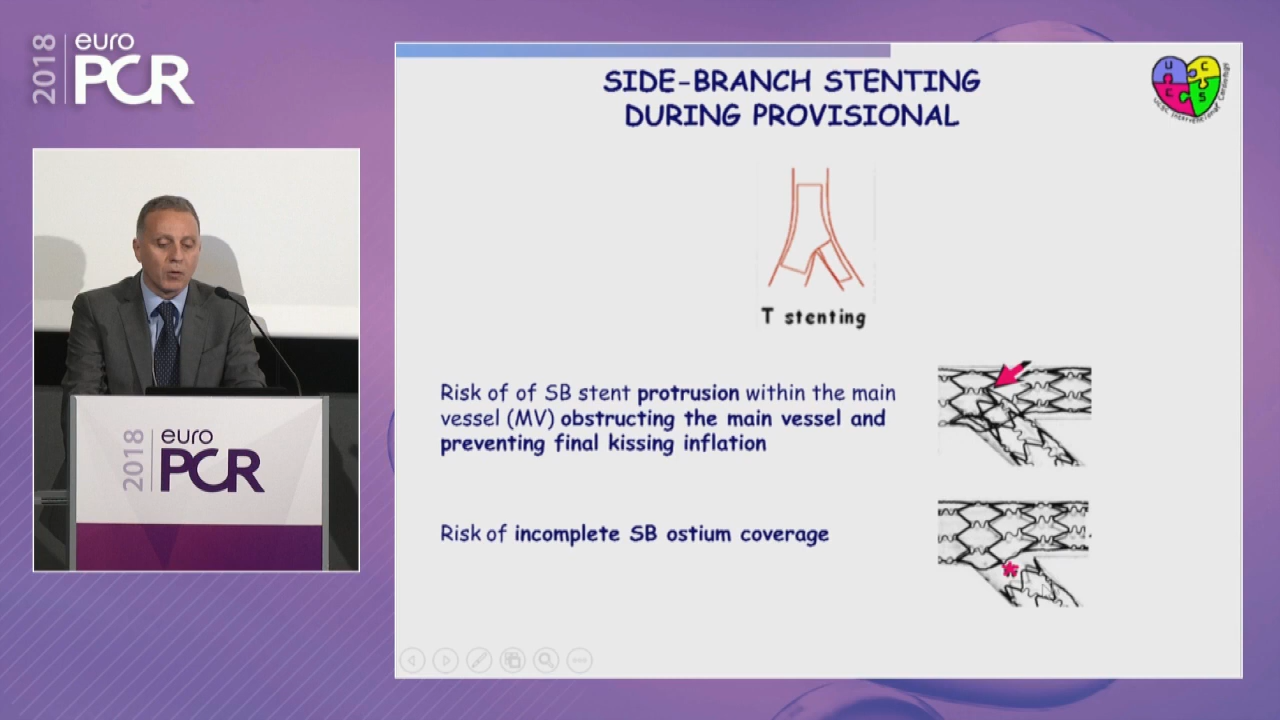 2018
euro
PCR
SIDE-BRANCH STENTING
DURING PROVISIONAL
U
C
C
S
T stenting
Risk of of SB stent protrusion within the main
vessel (MV) obstructing the main vessel and
preventing final kissing inflation
Risk of incomplete SB ostium coverage
*
2018
euro
PCR